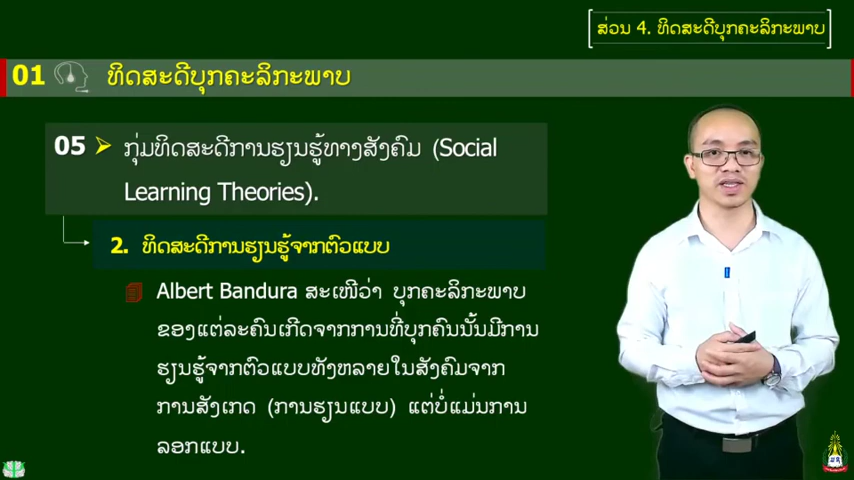 ສ່ວນ 4. ທິດສະດີບຸກຄະລິກະພາບ
01 ທິດສະດີບຸກຄະລິກະພາບ
05 ກຸ່ມທິດສະດີການຮຽນຮູ້ທາງສັງຄົມ (Social
Learning Theories).
2. ທິດສະດີການຮຽນຮູ້ຈາກຕົວແບບ
Albert Bandura ສະເໜີວ່າ ບຸກຄະລິກະພາບ
ຂອງແຕ່ລະຄົນເກີດຈາກການທີ່ບຸກຄົນນັ້ນມີການ
ຮຽນຮູ້ຈາກຕົວແບບທັງຫລາຍໃນສັງຄົມຈາກ
ການສັງເກດ (ການຮຽນແບບ) ແຕ່ບໍ່ແມ່ນການ
ລອກແບບ.